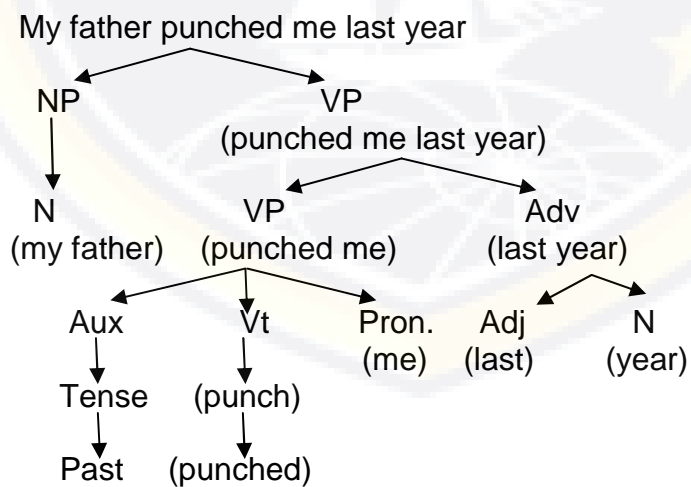 My father punched me last year
NP VP
(punched me last year)
N VP Adv
(my father) (punched me) (last year)
Aux Vt Pron. Adj N
(me) (last) (year)
Tense (punch)
Past (punched)